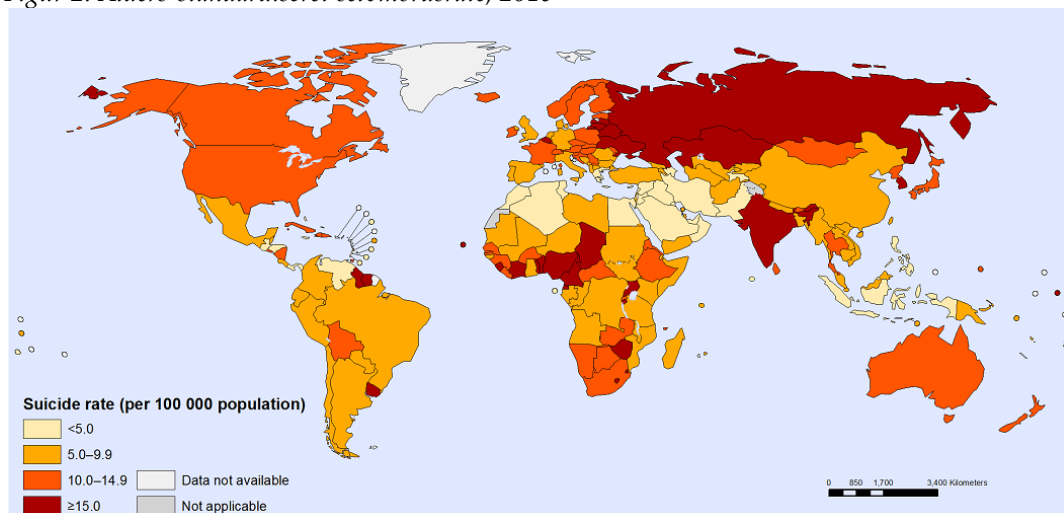 Suicide rate (per 100 000 population)
<5.0
5.0–9.9
10.0–14.9
≥15.0
Data not available
Not applicable
0 850 1,700 3,400 Kilometers